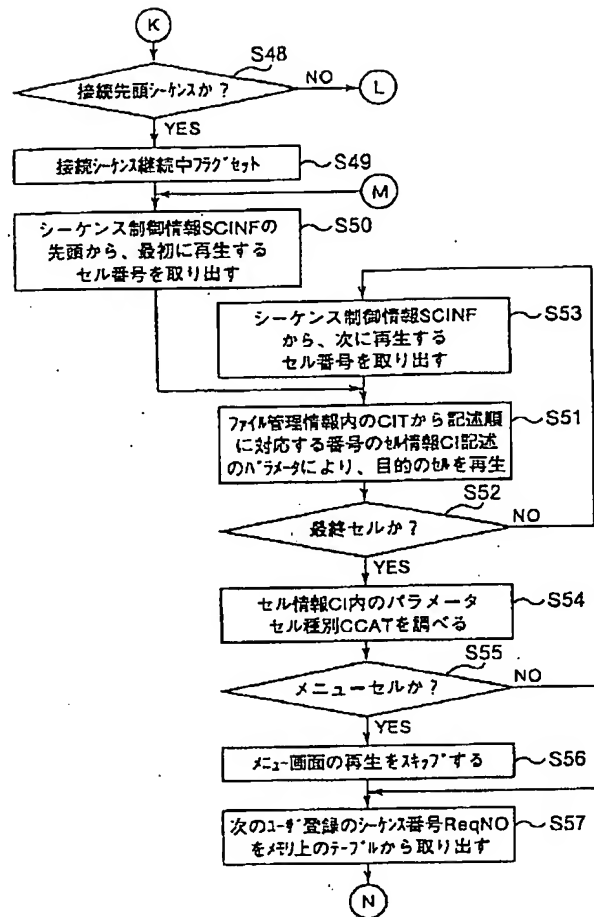 K
S48
接続先頭シーケンスか？
NO
L
YES
接続シーケンス継続中フラグセット
S49
M
シーケンス制御情報SCINFの
先頭から、最初に再生する
セル番号を取り出す
S50
シーケンス制御情報SCINF
から、次に再生する
セル番号を取り出す
S53
ファイル管理情報内のCITから記述順
に対応する番号のセル情報CI記述
のパラメータにより、目的のセルを再生
S51
S52
最終セルか？
NO
YES
セル情報CI内のパラメータ
セル種別CCATを調べる
S54
S55
メニューセルか？
NO
YES
メニュー画面の再生をスキップする
S56
次のユーザ登録のシーケンス番号ReqNO
をメモリ上のテーブルから取り出す
S57
N